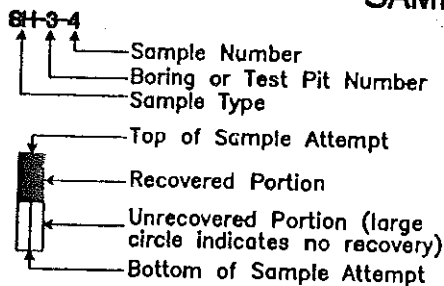 SH-3-4
Sample Number
Boring or Test Pit Number
Sample Type
Top of Sample Attempt
Recovered Portion
Unrecovered Portion (large
circle indicates no recovery)
Bottom of Sample Attempt